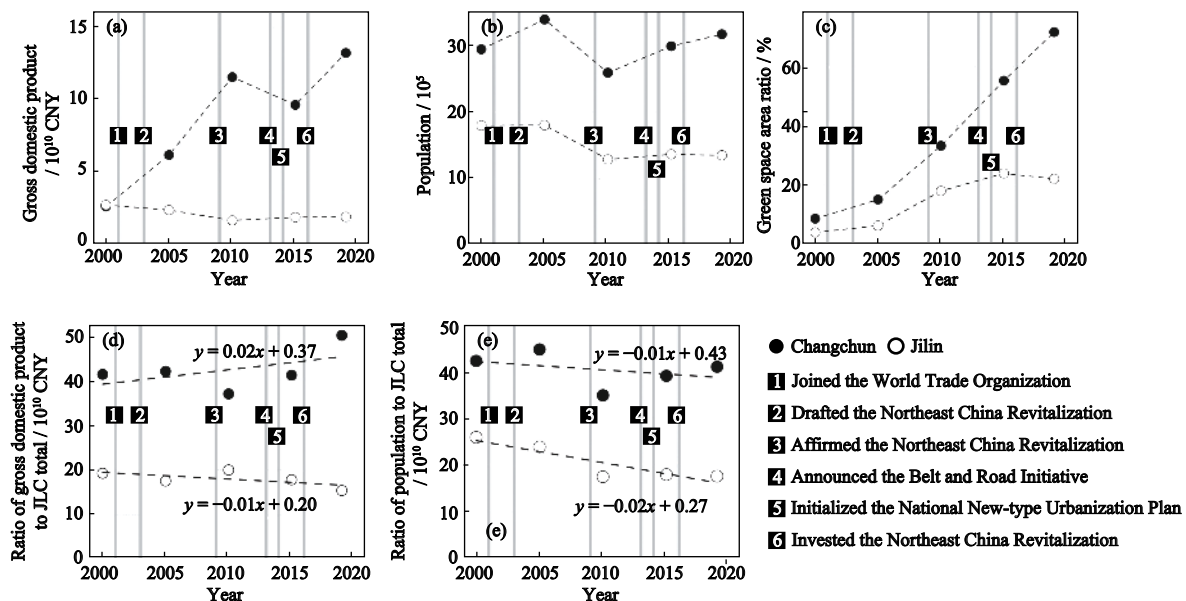 (a)
15
10
5
0
2000 2005 2010 2015 2020
Year
Gross domestic product
/ 10¹⁰ CNY
1 2 3 4 5 6
(b)
30
20
10
0
2000 2005 2010 2015 2020
Year
Population / 10⁵
1 2 3 4 5 6
(c)
60
40
20
0
2000 2005 2010 2015 2020
Year
Green space area ratio / %
1 2 3 4 5 6
(d)
50
40
30
20
10
0
2000 2005 2010 2015 2020
Year
Ratio of gross domestic product
to JLC total / 10¹⁰ CNY
y = 0.02x + 0.37
1 2 3 4 5 6
y = −0.01x + 0.20
(e)
50
40
30
20
10
0
2000 2005 2010 2015 2020
Year
Ratio of population to JLC total
/ 10¹⁰ CNY
y = −0.01x + 0.43
1 2 3 4 5 6
y = −0.02x + 0.27
(e)
Changchun Jilin
1 Joined the World Trade Organization
2 Drafted the Northeast China Revitalization
3 Affirmed the Northeast China Revitalization
4 Announced the Belt and Road Initiative
5 Initialized the National New-type Urbanization Plan
6 Invested the Northeast China Revitalization